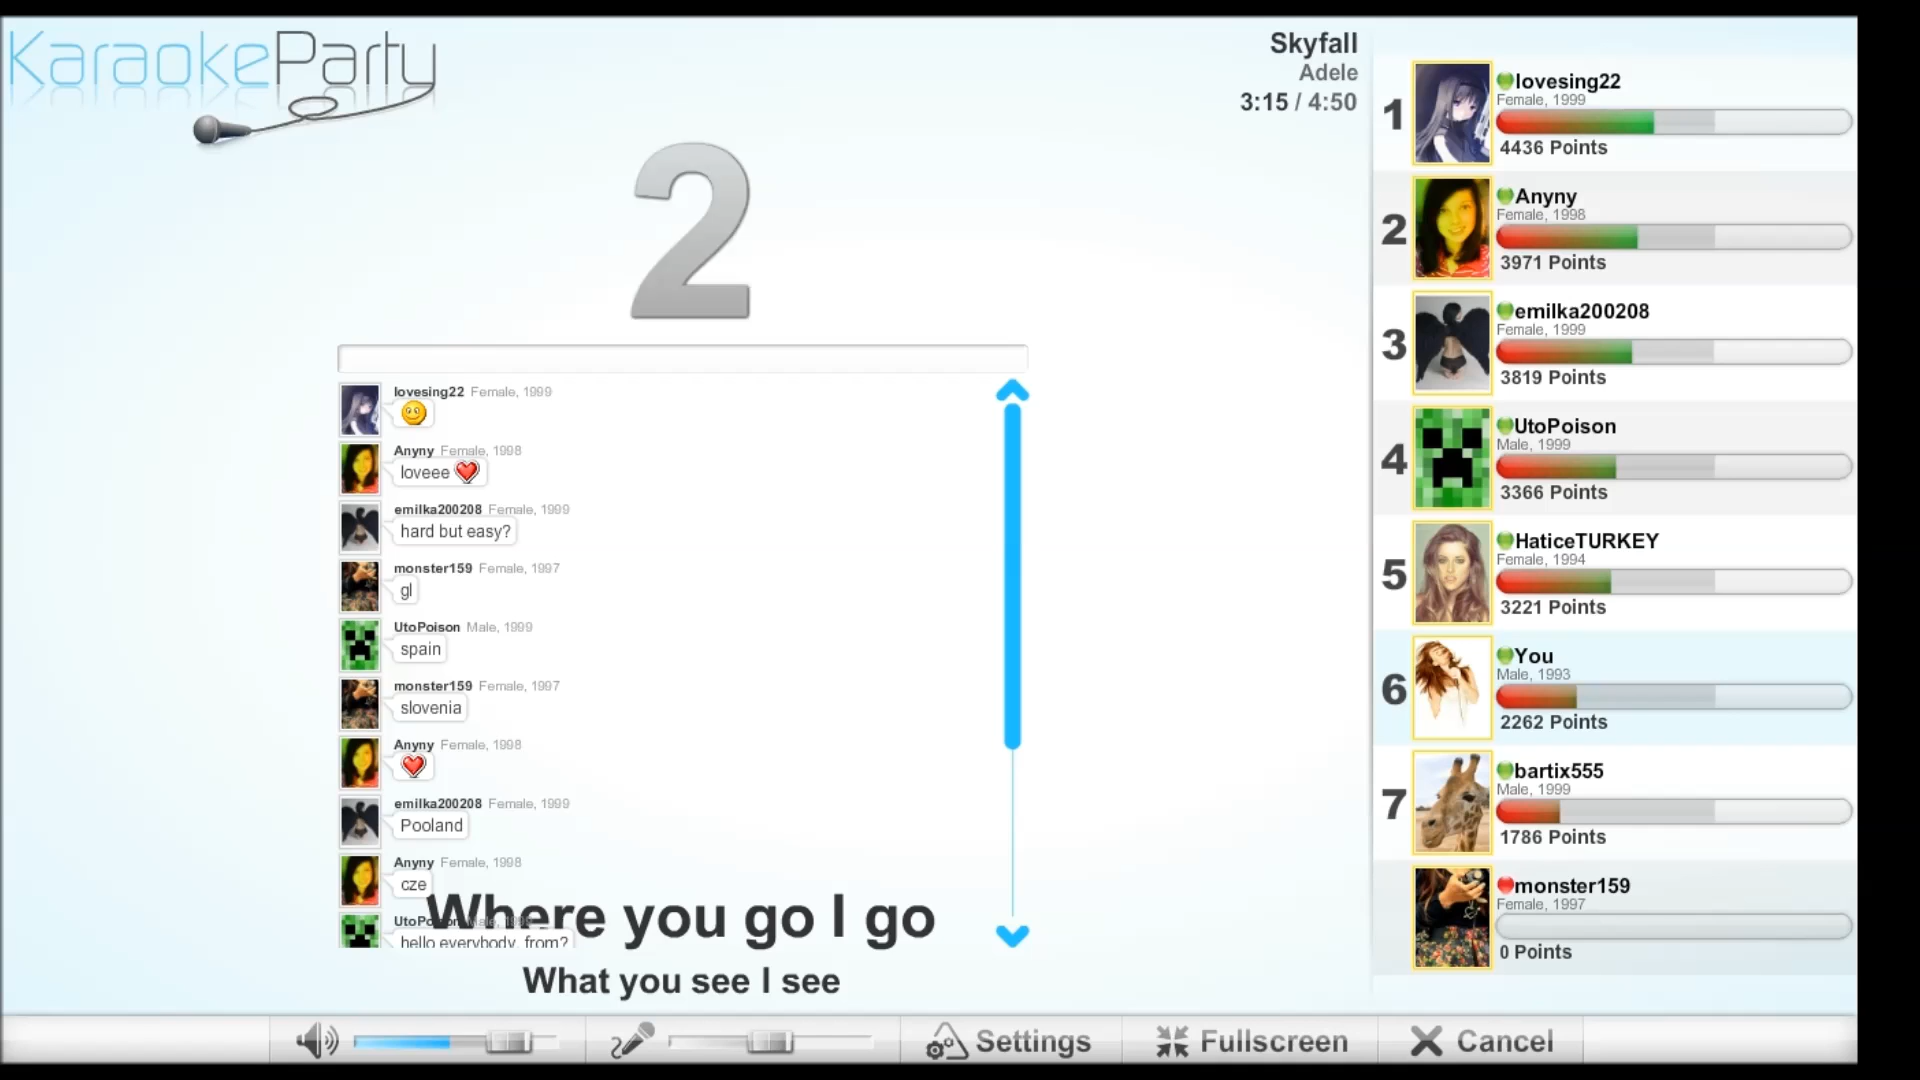 KaraokeParty
Skyfall
Adele
3:15 / 4:50
2
lovesing22 Female, 1999
Anyny Female, 1998
loveee
emilka200208 Female, 1999
hard but easy?
monster159 Female, 1997
gl
UtoPoison Male, 1999
spain
monster159 Female, 1997
slovenia
Anyny Female, 1998
emilka200208 Female, 1999
Pooland
Anyny Female, 1998
cze
hello everybody, from?
Where you go I go
What you see I see
1
lovesing22
Female, 1999
4436 Points
2
Anyny
Female, 1998
3971 Points
3
emilka200208
Female, 1999
3819 Points
4
UtoPoison
Male, 1999
3366 Points
5
HaticeTURKEY
Female, 1994
3221 Points
6
You
Male, 1993
2262 Points
7
bartix555
Male, 1999
1786 Points
monster159
Female, 1997
0 Points
Settings
Fullscreen
Cancel